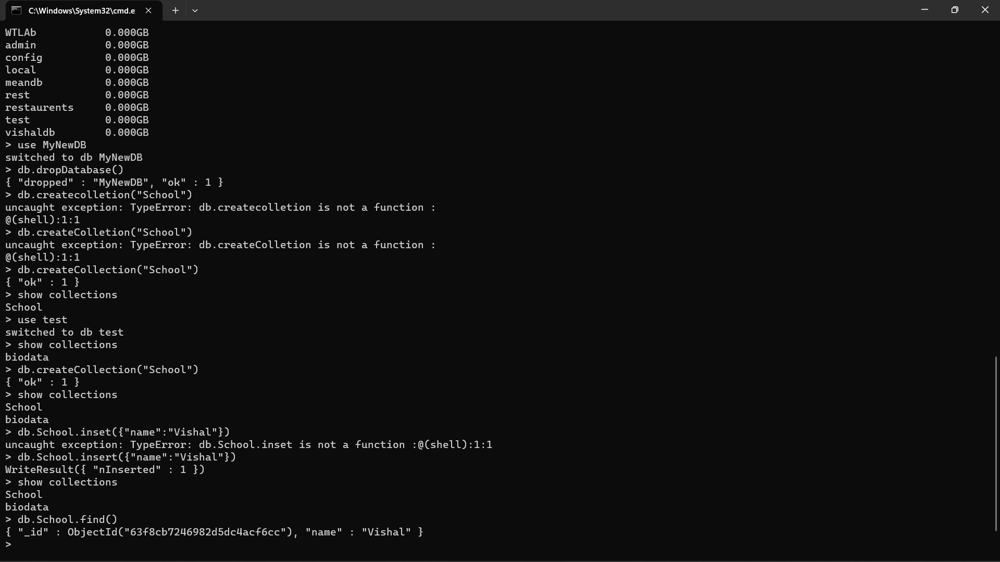 C:\Windows\System32\cmd.e
WTLAb 0.000GB
admin 0.000GB
config 0.000GB
local 0.000GB
meandb 0.000GB
rest 0.000GB
restaurents 0.000GB
test 0.000GB
vishaldb 0.000GB
> use MyNewDB
switched to db MyNewDB
> db.dropDatabase()
{ "dropped" : "MyNewDB", "ok" : 1 }
> db.createcolletion("School")
uncaught exception: TypeError: db.createcolletion is not a function :
@(shell):1:1
> db.createColletion("School")
uncaught exception: TypeError: db.createColletion is not a function :
@(shell):1:1
> db.createCollection("School")
{ "ok" : 1 }
> show collections
School
> use test
switched to db test
> show collections
biodata
> db.createCollection("School")
{ "ok" : 1 }
> show collections
School
biodata
> db.School.inset({"name":"Vishal"})
uncaught exception: TypeError: db.School.inset is not a function :@(shell):1:1
> db.School.insert({"name":"Vishal"})
WriteResult({ "nInserted" : 1 })
> show collections
School
biodata
> db.School.find()
{ "_id" : ObjectId("63f8cb7246982d5dc4acf6cc"), "name" : "Vishal" }
>